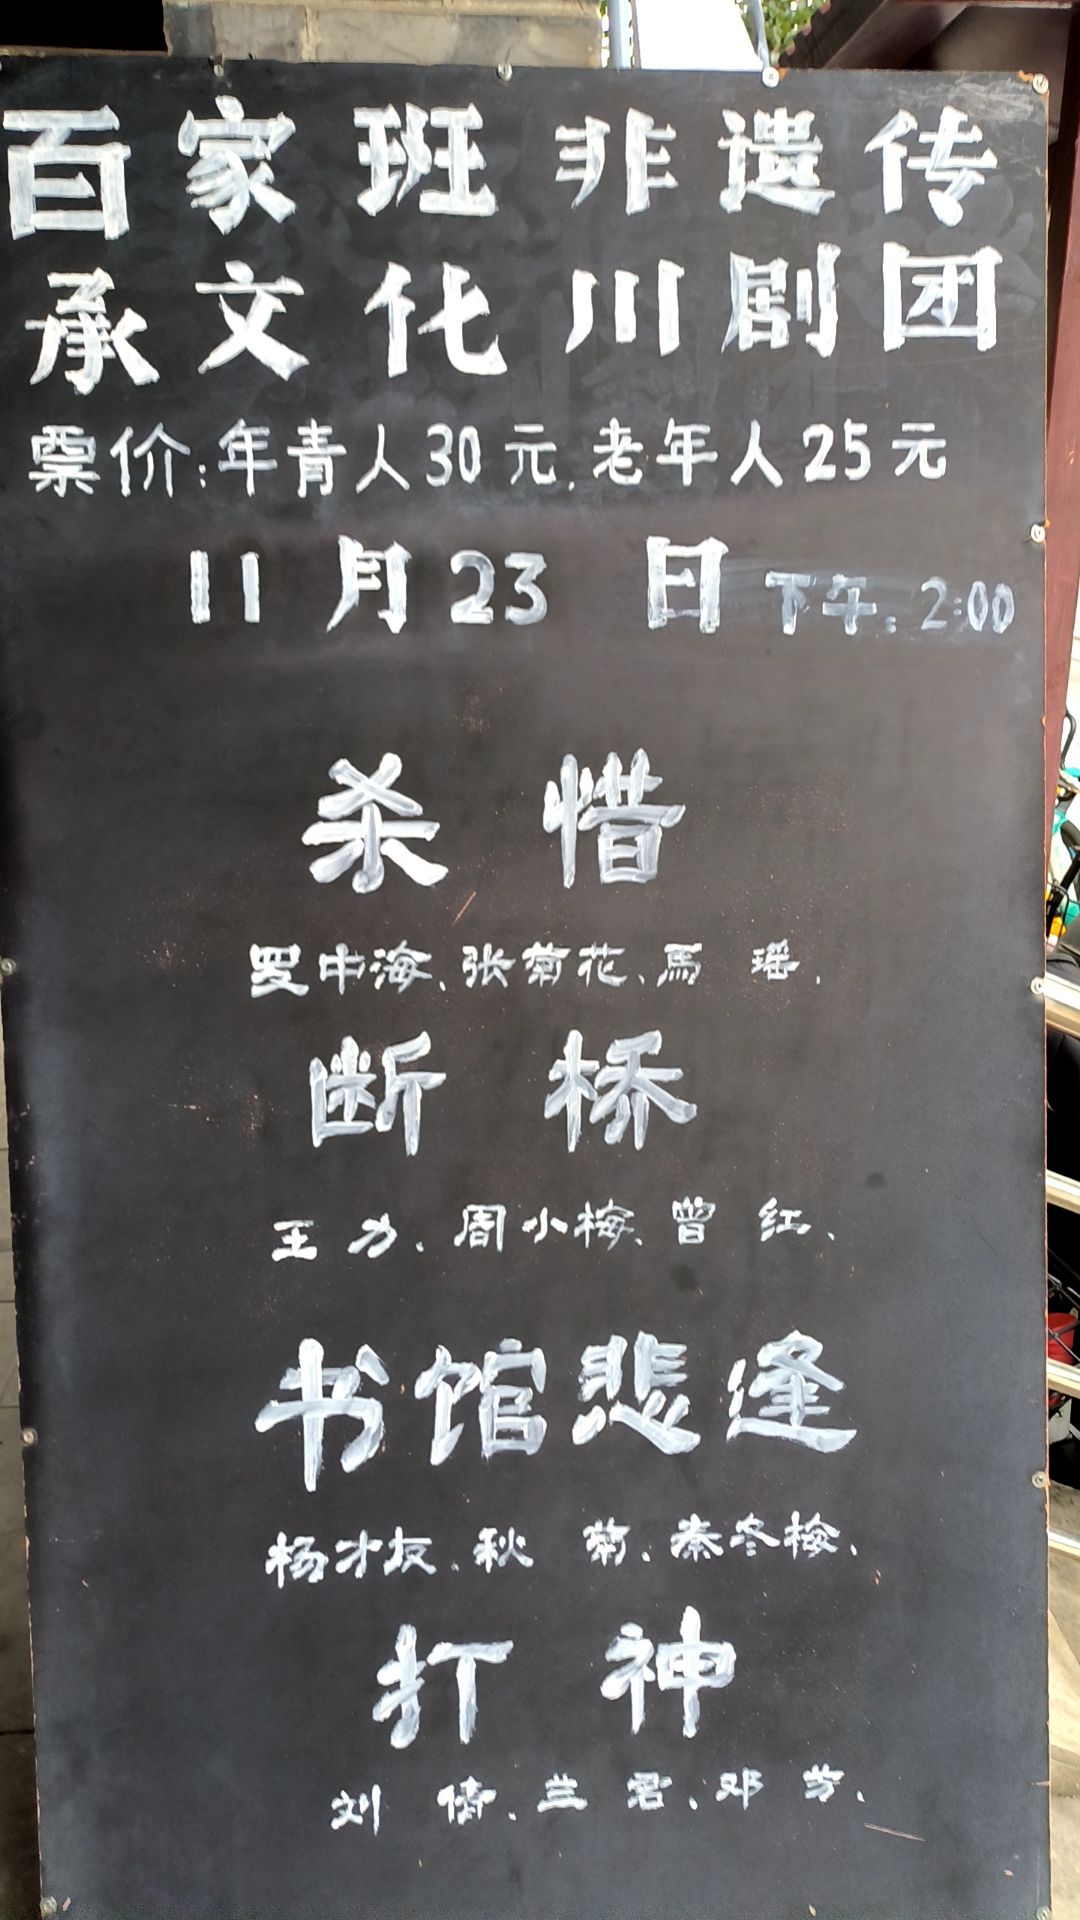 百家班非遗传
承文化川剧团
票价:年青人30元.老年人25元
11月23日下午:2:00
杀惜
罗中海、张菊花、馬瑶.
断桥
王力、周小梅、曾红、
书馆悲逢
杨才友、秋菊、秦冬梅、
打神
刘倩、兰君、邓芳、